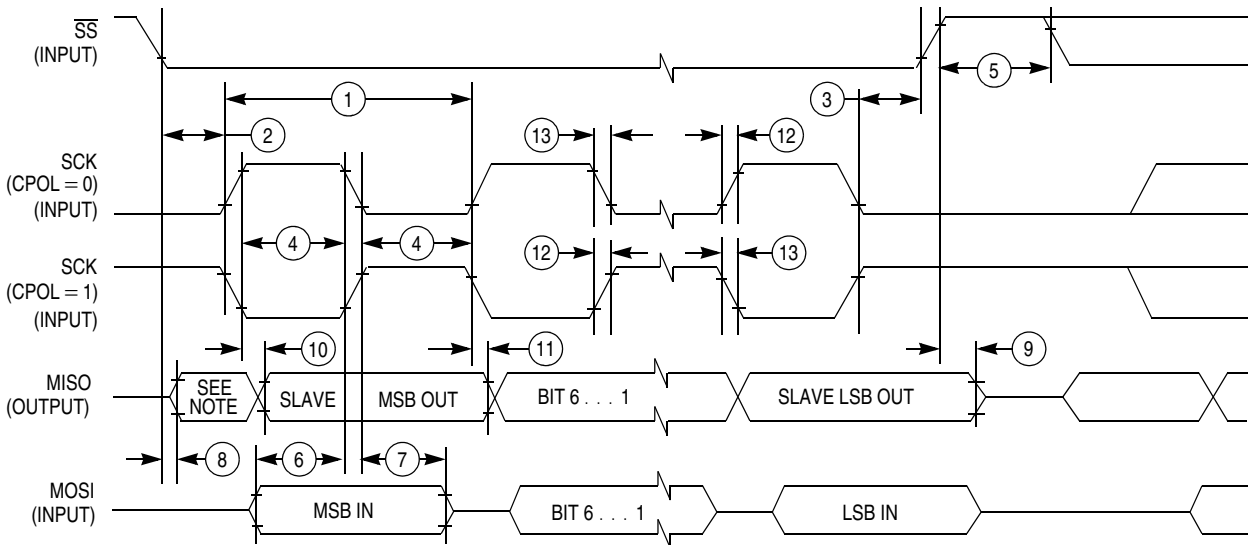 SS
(INPUT)
5
1
3
2
13
12
SCK
(CPOL = 0)
(INPUT)
4
4
SCK
(CPOL = 1)
(INPUT)
12
13
10
11
9
MISO
(OUTPUT)
SEE
NOTE
SLAVE
MSB OUT
BIT 6 . . . 1
SLAVE LSB OUT
8
6
7
MOSI
(INPUT)
MSB IN
BIT 6 . . . 1
LSB IN